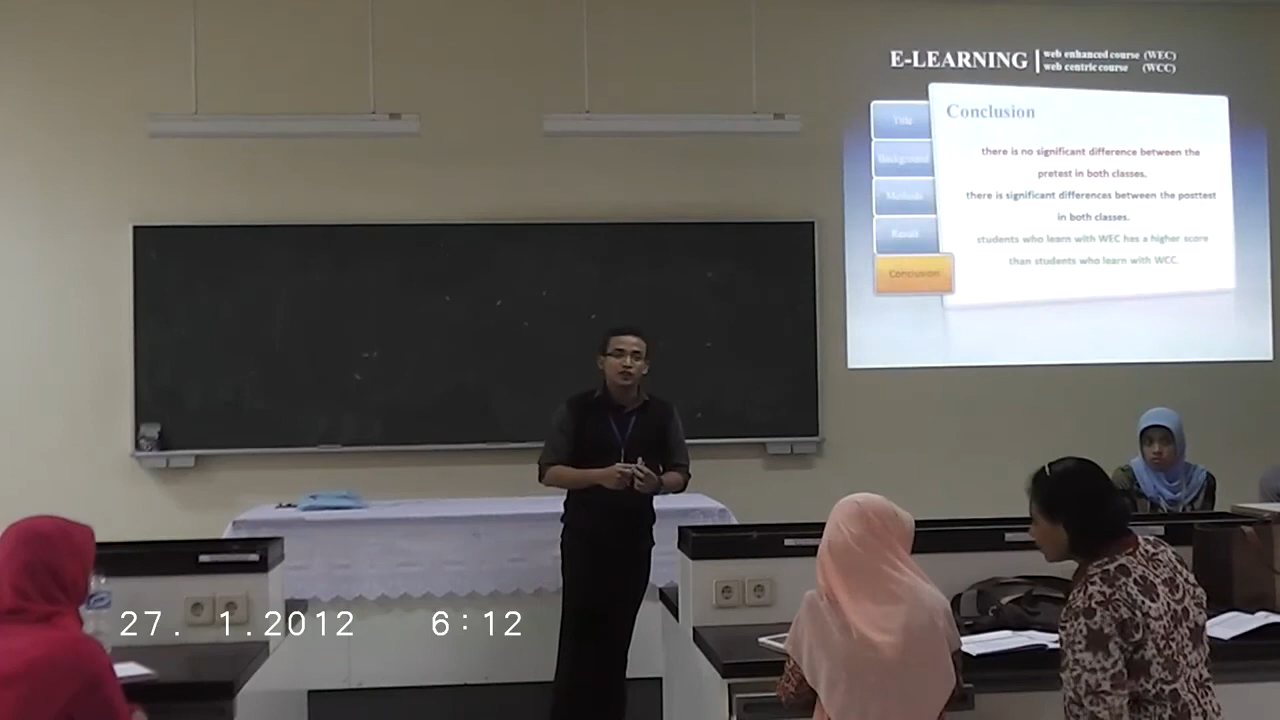 E-LEARNING
web enhanced course (WEC)
web centric course (WCC)
Title
Background
Methods
Result
Conclusion
Conclusion
there is no significant difference between the
pretest in both classes.
there is significant differences between the posttest
in both classes.
students who learn with WEC has a higher score
than students who learn with WCC.
27. 1.2012 6:12